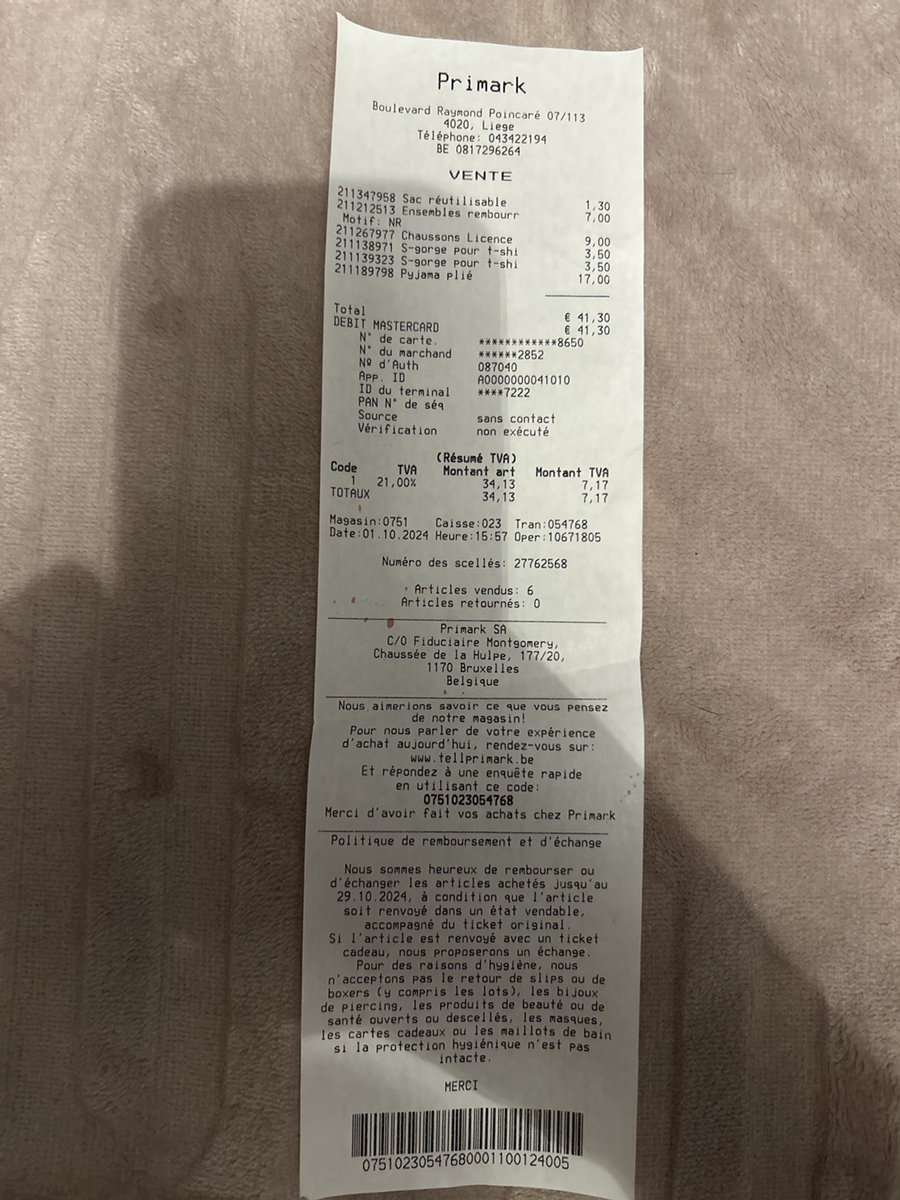 Primark
Boulevard Raymond Poincaré 07/113
4020, Liege
Téléphone: 043422194
BE 0817296264
VENTE
211347958 Sac réutilisable 1,30
211212513 Ensembles rembourr 7,00
Motif: NR
211267977 Chaussons Licence 9,00
211138971 S-gorge pour t-shi 3,50
211139323 S-gorge pour t-shi 3,50
211189798 Pyjama plié 17,00
Total € 41,30
DEBIT MASTERCARD € 41,30
N° de carte. ************8650
N° du marchand ******2852
Nº d'Auth 087040
App. ID A0000000041010
ID du terminal ****7222
PAN N° de séq
Source sans contact
Vérification non exécuté
(Résumé TVA)
Code TVA Montant art Montant TVA
1 21,00% 34,13 7,17
TOTAUX 34,13 7,17
Magasin:0751 Caisse:023 Tran:054768
Date:01.10.2024 Heure:15:57 Oper:10671805
Numéro des scellés: 27762568
Articles vendus: 6
Articles retournés: 0
Primark SA
C/O Fiduciaire Montgomery,
Chaussée de la Hulpe, 177/20,
1170 Bruxelles
Belgique
Nous aimerions savoir ce que vous pensez
de notre magasin!
Pour nous parler de votre expérience
d'achat aujourd'hui, rendez-vous sur:
www.tellprimark.be
Et répondez à une enquête rapide
en utilisant ce code:
0751023054768
Merci d'avoir fait vos achats chez Primark
Politique de remboursement et d'échange
Nous sommes heureux de rembourser ou
d'échanger les articles achetés jusqu'au
29.10.2024, à condition que l'article
soit renvoyé dans un état vendable,
accompagné du ticket original.
Si l'article est renvoyé avec un ticket
cadeau, nous proposerons un échange.
Pour des raisons d'hygiène, nous
n'acceptons pas le retour de slips ou de
boxers (y compris les lots), les bijoux
de piercing, les produits de beauté ou de
santé ouverts ou descellés, les masques,
les cartes cadeaux ou les maillots de bain
si la protection hygiénique n'est pas
intacte.
MERCI
07510230547680001100124005